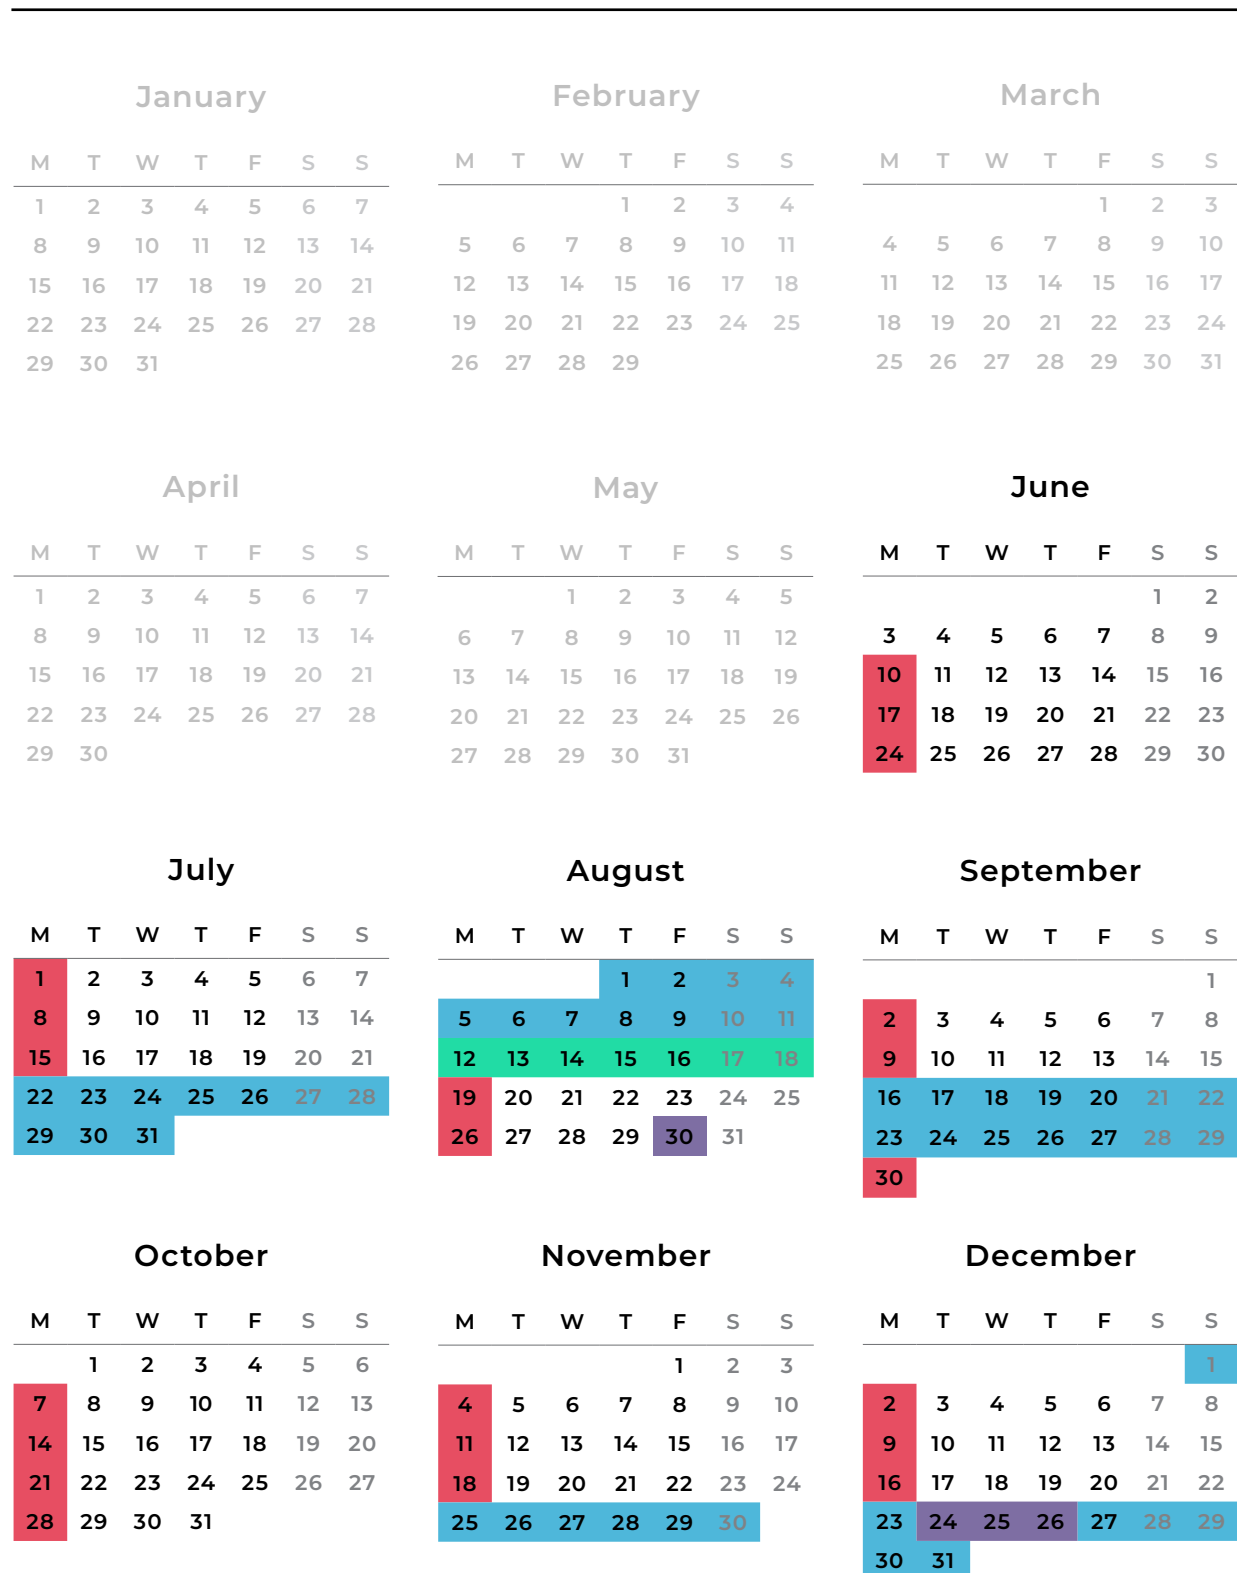 January
M T W T F S S
1 2 3 4 5 6 7
8 9 10 11 12 13 14
15 16 17 18 19 20 21
22 23 24 25 26 27 28
29 30 31
February
M T W T F S S
1 2 3 4
5 6 7 8 9 10 11
12 13 14 15 16 17 18
19 20 21 22 23 24 25
26 27 28 29
March
M T W T F S S
1 2 3
4 5 6 7 8 9 10
11 12 13 14 15 16 17
18 19 20 21 22 23 24
25 26 27 28 29 30 31
April
M T W T F S S
1 2 3 4 5 6 7
8 9 10 11 12 13 14
15 16 17 18 19 20 21
22 23 24 25 26 27 28
29 30
May
M T W T F S S
1 2 3 4 5
6 7 8 9 10 11 12
13 14 15 16 17 18 19
20 21 22 23 24 25 26
27 28 29 30 31
June
M T W T F S S
1 2
3 4 5 6 7 8 9
10 11 12 13 14 15 16
17 18 19 20 21 22 23
24 25 26 27 28 29 30
July
M T W T F S S
1 2 3 4 5 6 7
8 9 10 11 12 13 14
15 16 17 18 19 20 21
22 23 24 25 26 27 28
29 30 31
August
M T W T F S S
1 2 3 4
5 6 7 8 9 10 11
12 13 14 15 16 17 18
19 20 21 22 23 24 25
26 27 28 29 30 31
September
M T W T F S S
1
2 3 4 5 6 7 8
9 10 11 12 13 14 15
16 17 18 19 20 21 22
23 24 25 26 27 28 29
30
October
M T W T F S S
1 2 3 4 5 6
7 8 9 10 11 12 13
14 15 16 17 18 19 20
21 22 23 24 25 26 27
28 29 30 31
November
M T W T F S S
1 2 3
4 5 6 7 8 9 10
11 12 13 14 15 16 17
18 19 20 21 22 23 24
25 26 27 28 29 30
December
M T W T F S S
1
2 3 4 5 6 7 8
9 10 11 12 13 14 15
16 17 18 19 20 21 22
23 24 25 26 27 28 29
30 31